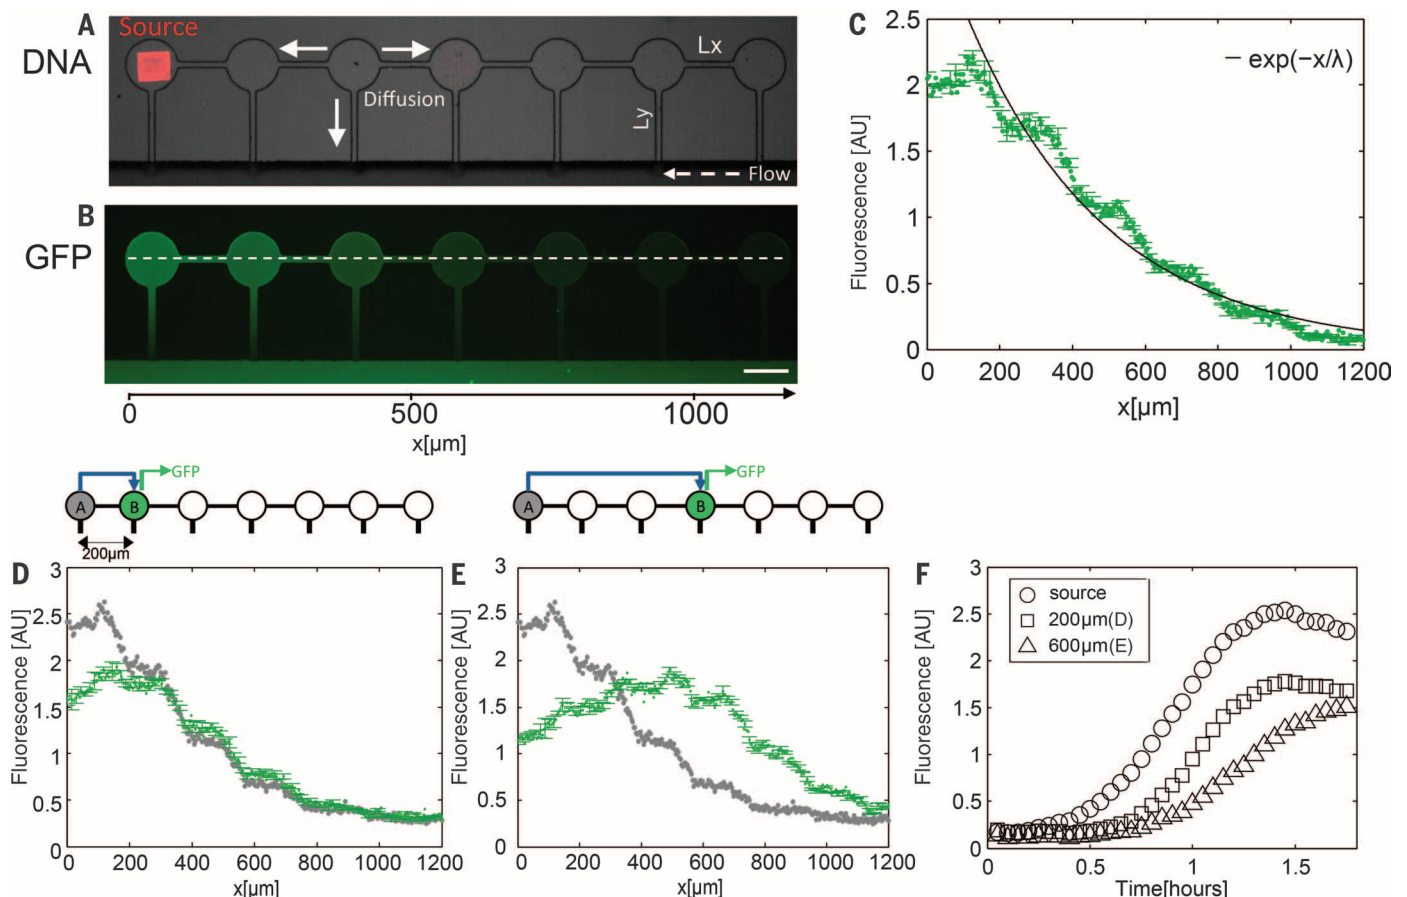 A
DNA
Source
Diffusion
Lx
Ly
Flow
B
GFP
0
500
1000
x[µm]
C
2.5
2
1.5
1
0.5
0
Fluorescence [AU]
exp(−x/λ)
0 200 400 600 800 1000 1200
x[µm]
A
B
GFP
200µm
A
B
GFP
D
3
2.5
2
1.5
1
0.5
0
Fluorescence [AU]
0 200 400 600 800 1000 1200
x[µm]
E
3
2.5
2
1.5
1
0.5
0
Fluorescence [AU]
0 200 400 600 800 1000 1200
x[µm]
F
3
2.5
2
1.5
1
0.5
0
Fluorescence [AU]
source
200µm(D)
600µm(E)
0 0.5 1 1.5
Time[hours]